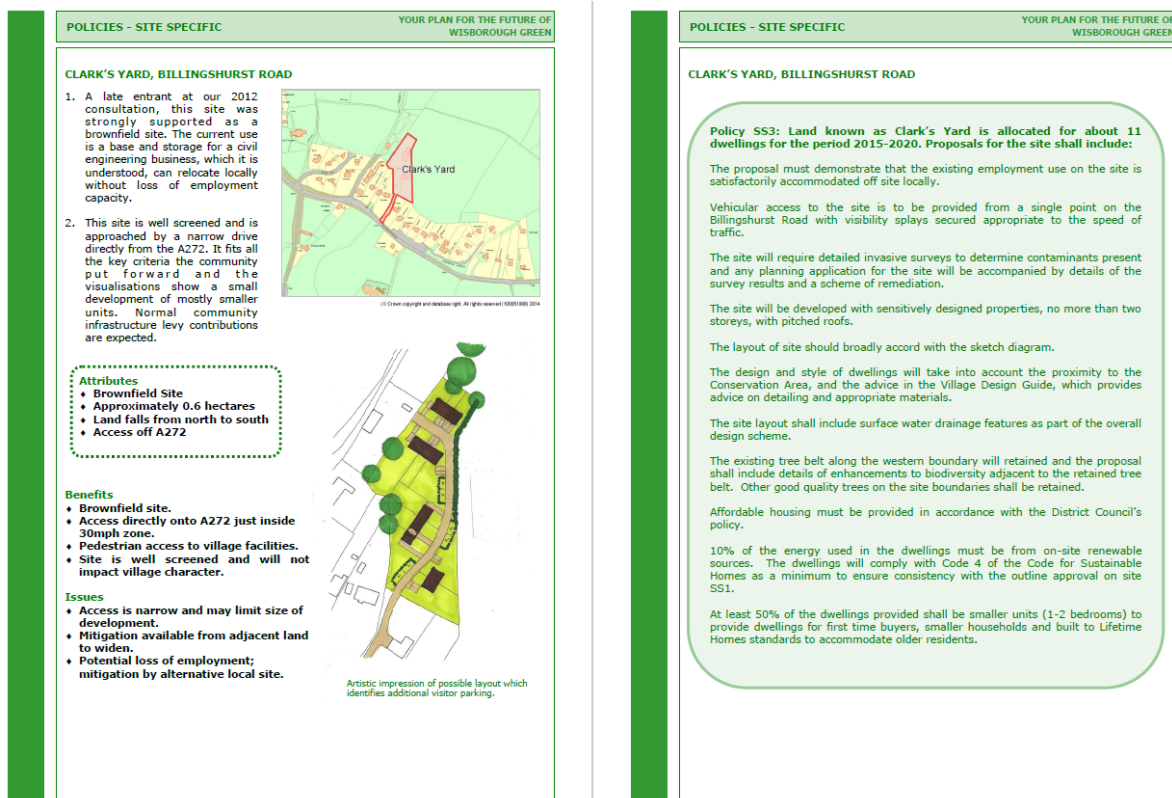 POLICIES - SITE SPECIFIC
YOUR PLAN FOR THE FUTURE OF
WISBOROUGH GREEN
CLARK'S YARD, BILLINGSHURST ROAD
1. A late entrant at our 2012
consultation, this site was
strongly supported as a
brownfield site. The current use
is a base and storage for a civil
engineering business, which it is
understood, can relocate locally
without loss of employment
capacity.
2. This site is well screened and is
approached by a narrow drive
directly from the A272. It fits all
the key criteria the community
put forward and the
visualisations show a small
development of mostly smaller
units. Normal community
infrastructure levy contributions
are expected.
Clark's Yard
© Crown copyright and database right. All rights reserved (100051898) 2014
Attributes
♦ Brownfield Site
♦ Approximately 0.6 hectares
♦ Land falls from north to south
♦ Access off A272
Benefits
♦ Brownfield site.
♦ Access directly onto A272 just inside
30mph zone.
♦ Pedestrian access to village facilities.
♦ Site is well screened and will not
impact village character.
Issues
♦ Access is narrow and may limit size of
development.
♦ Mitigation available from adjacent land
to widen.
♦ Potential loss of employment;
mitigation by alternative local site.
Artistic impression of possible layout which
identifies additional visitor parking.
POLICIES - SITE SPECIFIC
YOUR PLAN FOR THE FUTURE OF
WISBOROUGH GREEN
CLARK'S YARD, BILLINGSHURST ROAD
Policy SS3: Land known as Clark's Yard is allocated for about 11
dwellings for the period 2015-2020. Proposals for the site shall include:
The proposal must demonstrate that the existing employment use on the site is
satisfactorily accommodated off site locally.
Vehicular access to the site is to be provided from a single point on the
Billingshurst Road with visibility splays secured appropriate to the speed of
traffic.
The site will require detailed invasive surveys to determine contaminants present
and any planning application for the site will be accompanied by details of the
survey results and a scheme of remediation.
The site will be developed with sensitively designed properties, no more than two
storeys, with pitched roofs.
The layout of site should broadly accord with the sketch diagram.
The design and style of dwellings will take into account the proximity to the
Conservation Area, and the advice in the Village Design Guide, which provides
advice on detailing and appropriate materials.
The site layout shall include surface water drainage features as part of the overall
design scheme.
The existing tree belt along the western boundary will retained and the proposal
shall include details of enhancements to biodiversity adjacent to the retained tree
belt. Other good quality trees on the site boundaries shall be retained.
Affordable housing must be provided in accordance with the District Council's
policy.
10% of the energy used in the dwellings must be from on-site renewable
sources. The dwellings will comply with Code 4 of the Code for Sustainable
Homes as a minimum to ensure consistency with the outline approval on site
SS1.
At least 50% of the dwellings provided shall be smaller units (1-2 bedrooms) to
provide dwellings for first time buyers, smaller households and built to Lifetime
Homes standards to accommodate older residents.